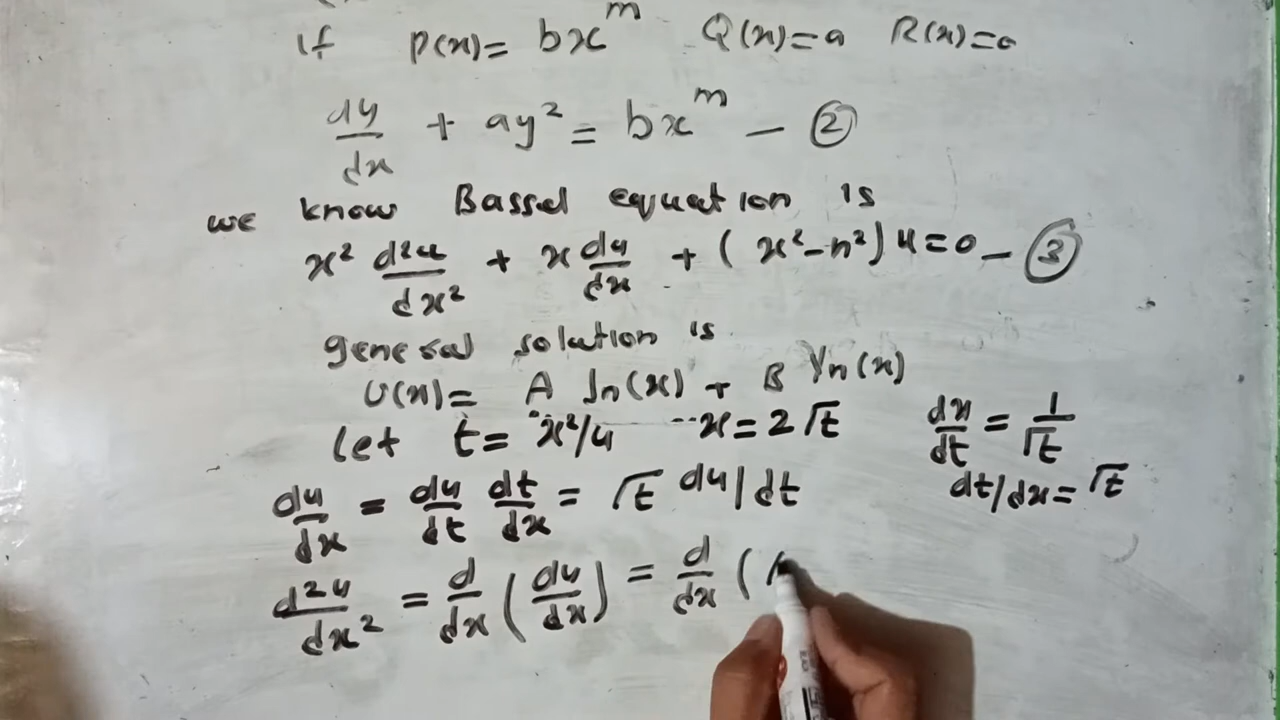 If P(x)= bx^m Q(x)=a R(x)=0
dy/dx + ay² = bx^m — ②
we know Bassel equation is
x² d²u/dx² + x du/dx + ( x²-n² ) u=0 — ③
general solution is
U(x)= A Jn(x) + B Yn(x)
let t= x²/4 x=2√t dx/dt = 1/√t
du/dx = du/dt dt/dx = √t du/dt dt/dx=√t
d²u/dx² = d/dx ( du/dx ) = d/dx (